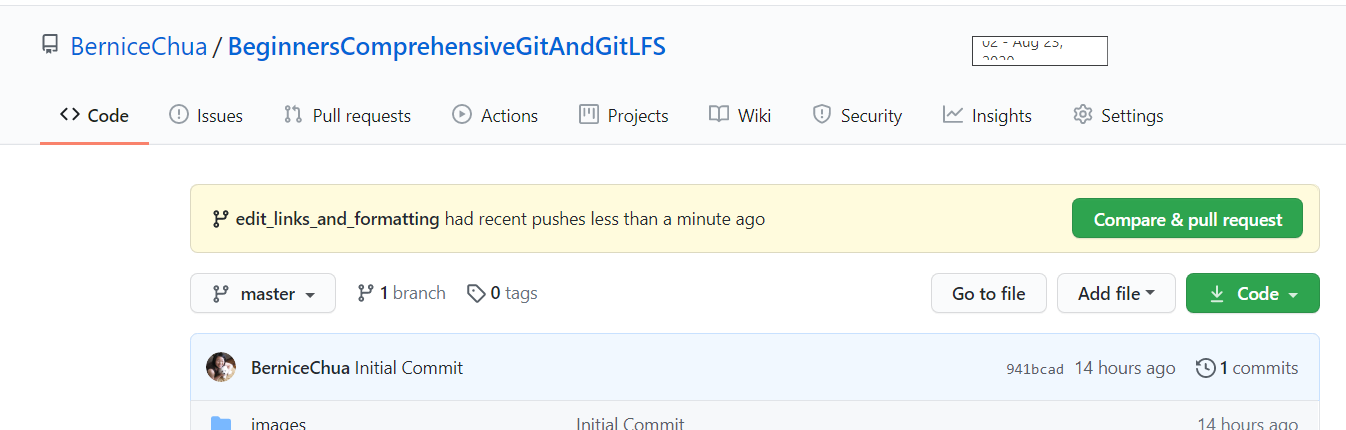 BerniceChua / BeginnersComprehensiveGitAndGitLFS
02 - Aug 23,
Code Issues Pull requests Actions Projects Wiki Security Insights Settings
edit_links_and_formatting had recent pushes less than a minute ago Compare & pull request
master 1 branch 0 tags Go to file Add file Code
BerniceChua Initial Commit 941bcad 14 hours ago 1 commits
images Initial Commit 14 hours ago